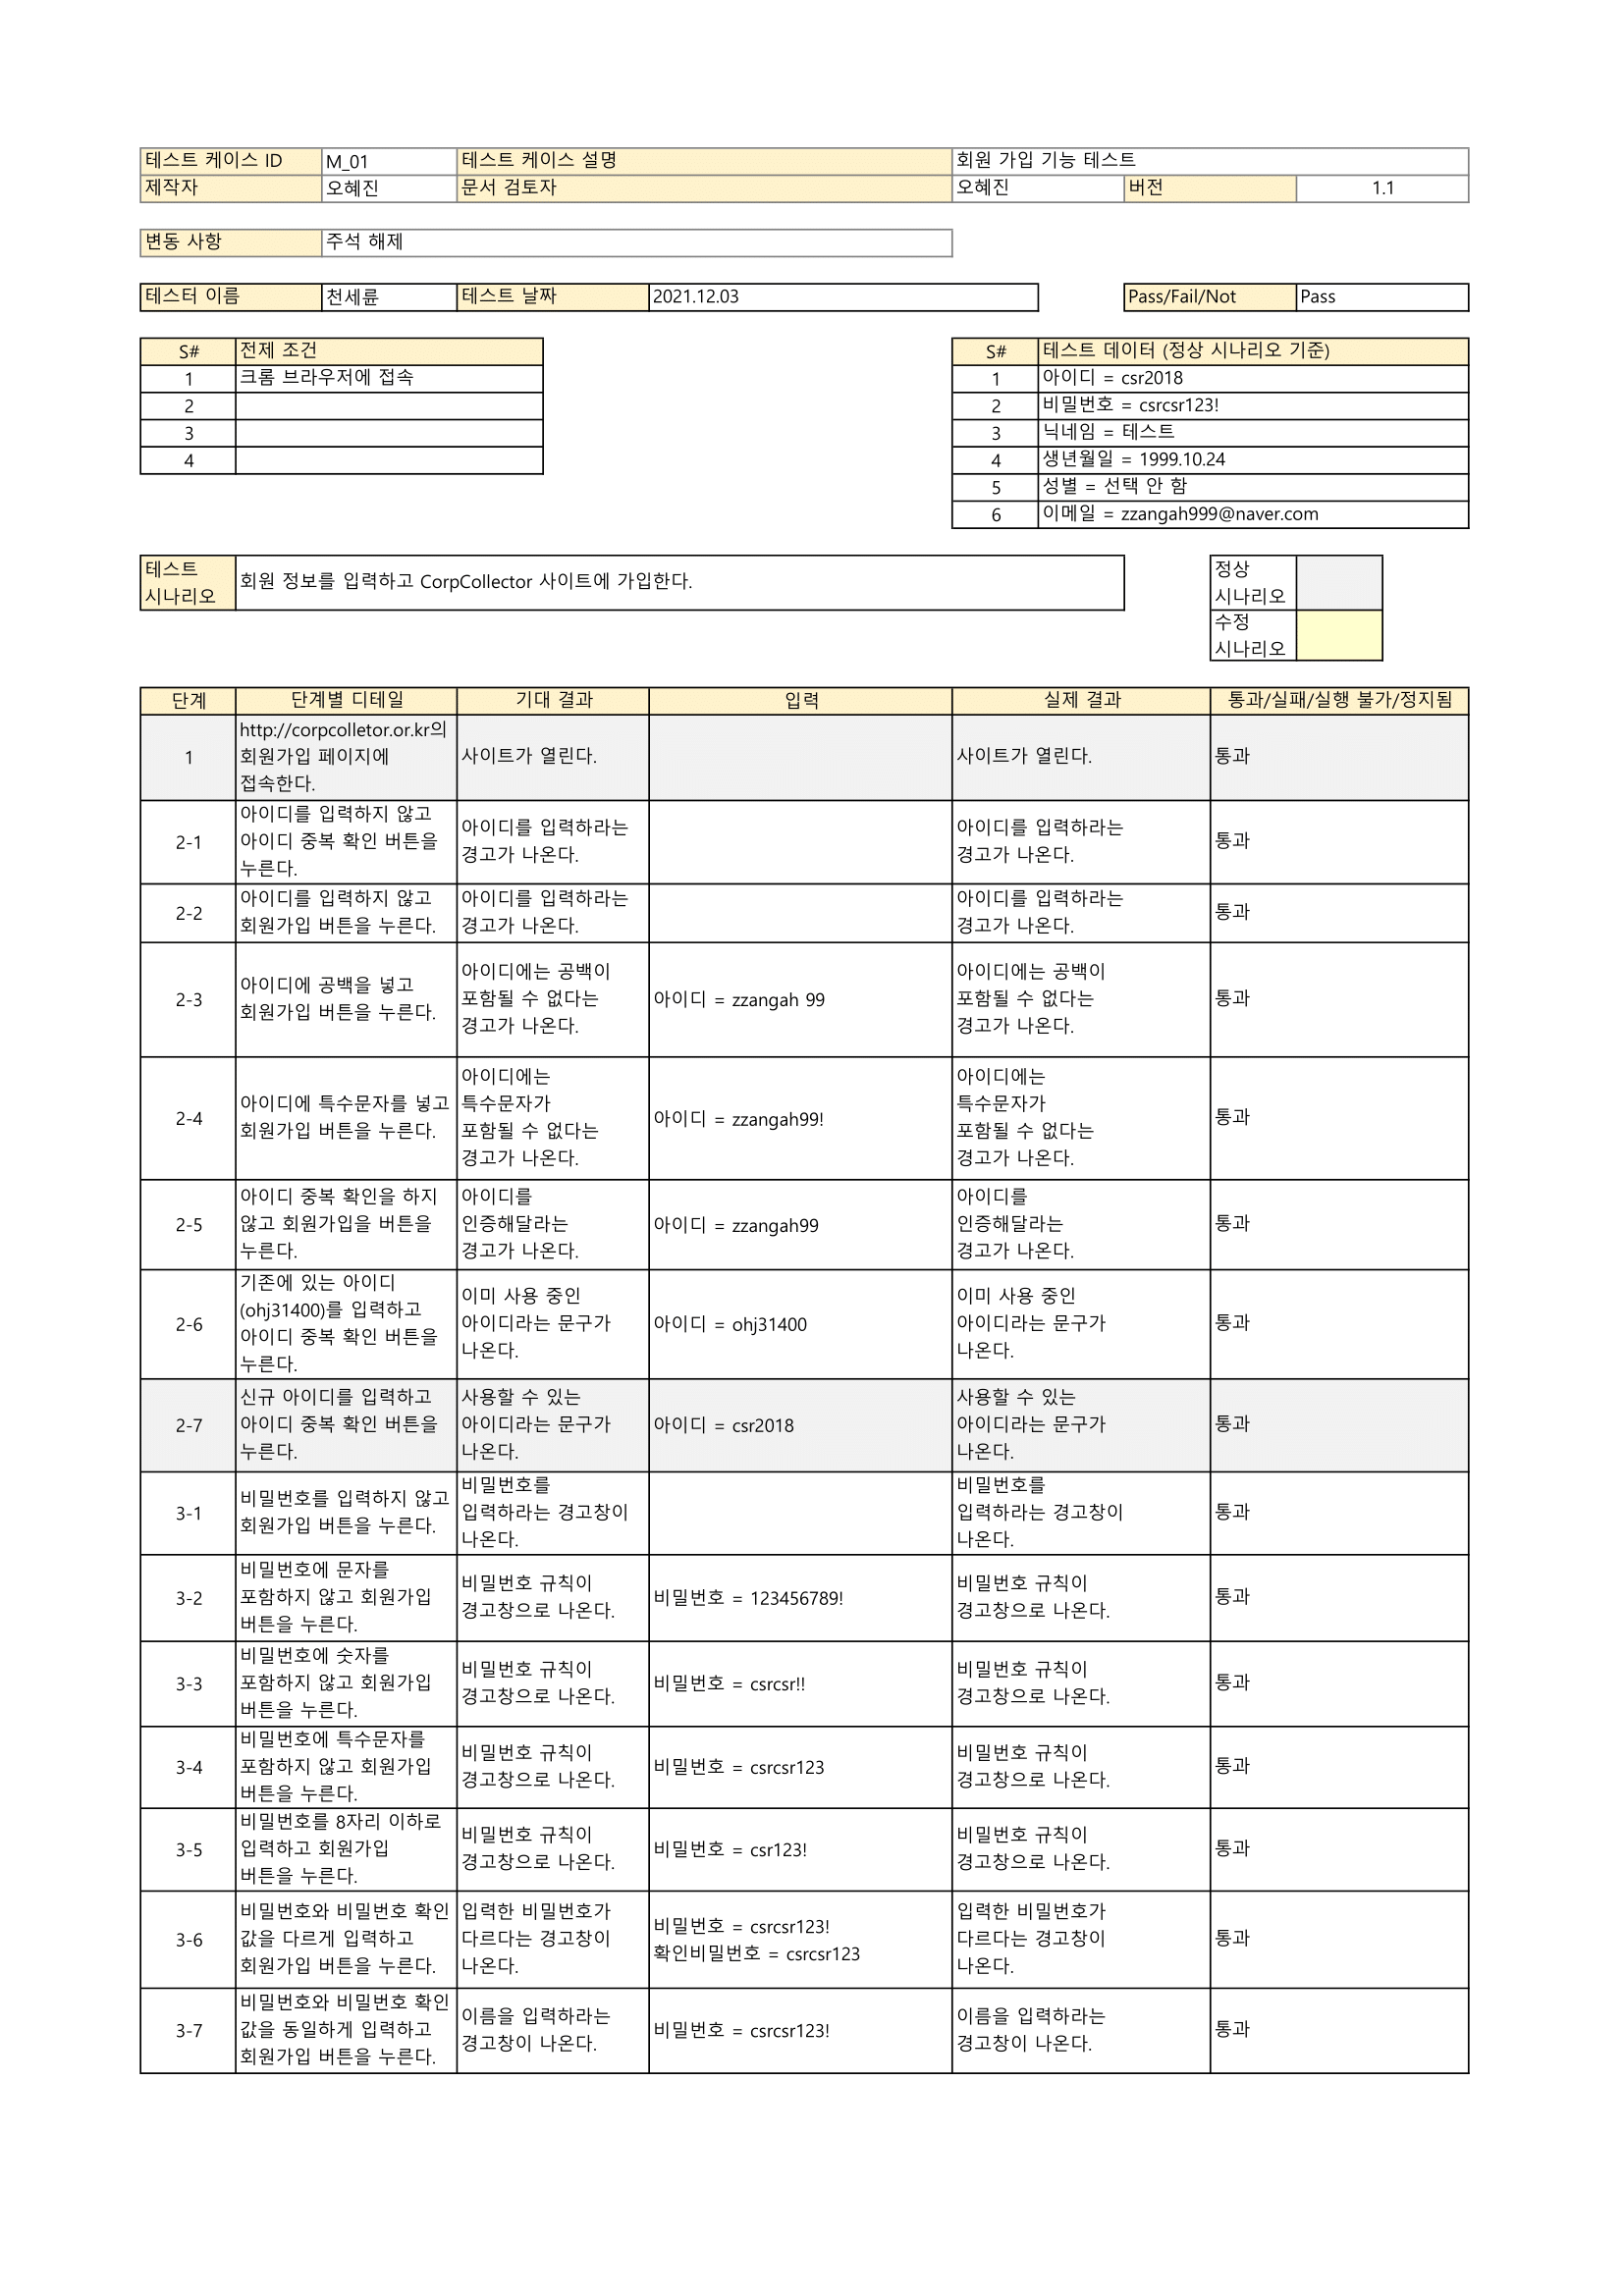 테스트 케이스 ID M_01 테스트 케이스 설명 회원 가입 기능 테스트
제작자 오혜진 문서 검토자 오혜진 버전 1.1
변동 사항 주석 해제
테스터 이름 천세륜 테스트 날짜 2021.12.03 Pass/Fail/Not Pass
S# 전제 조건
1 크롬 브라우저에 접속
2
3
4
S# 테스트 데이터 (정상 시나리오 기준)
1 아이디 = csr2018
2 비밀번호 = csrcsr123!
3 닉네임 = 테스트
4 생년월일 = 1999.10.24
5 성별 = 선택 안 함
6 이메일 = zzangah999@naver.com
테스트
시나리오
회원 정보를 입력하고 CorpCollector 사이트에 가입한다.
정상
시나리오
수정
시나리오
단계 단계별 디테일 기대 결과 입력 실제 결과 통과/실패/실행 불가/정지됨
1
http://corpcolletor.or.kr의
회원가입 페이지에
접속한다.
사이트가 열린다.
사이트가 열린다.
통과
2-1
아이디를 입력하지 않고
아이디 중복 확인 버튼을
누른다.
아이디를 입력하라는
경고가 나온다.
아이디를 입력하라는
경고가 나온다.
통과
2-2
아이디를 입력하지 않고
회원가입 버튼을 누른다.
아이디를 입력하라는
경고가 나온다.
아이디를 입력하라는
경고가 나온다.
통과
2-3
아이디에 공백을 넣고
회원가입 버튼을 누른다.
아이디에는 공백이
포함될 수 없다는
경고가 나온다.
아이디 = zzangah 99
아이디에는 공백이
포함될 수 없다는
경고가 나온다.
통과
2-4
아이디에 특수문자를 넣고
회원가입 버튼을 누른다.
아이디에는
특수문자가
포함될 수 없다는
경고가 나온다.
아이디 = zzangah99!
아이디에는
특수문자가
포함될 수 없다는
경고가 나온다.
통과
2-5
아이디 중복 확인을 하지
않고 회원가입을 버튼을
누른다.
아이디를
인증해달라는
경고가 나온다.
아이디 = zzangah99
아이디를
인증해달라는
경고가 나온다.
통과
2-6
기존에 있는 아이디
(ohj31400)를 입력하고
아이디 중복 확인 버튼을
누른다.
이미 사용 중인
아이디라는 문구가
나온다.
아이디 = ohj31400
이미 사용 중인
아이디라는 문구가
나온다.
통과
2-7
신규 아이디를 입력하고
아이디 중복 확인 버튼을
누른다.
사용할 수 있는
아이디라는 문구가
나온다.
아이디 = csr2018
사용할 수 있는
아이디라는 문구가
나온다.
통과
3-1
비밀번호를 입력하지 않고
회원가입 버튼을 누른다.
비밀번호를
입력하라는 경고창이
나온다.
비밀번호를
입력하라는 경고창이
나온다.
통과
3-2
비밀번호에 문자를
포함하지 않고 회원가입
버튼을 누른다.
비밀번호 규칙이
경고창으로 나온다.
비밀번호 = 123456789!
비밀번호 규칙이
경고창으로 나온다.
통과
3-3
비밀번호에 숫자를
포함하지 않고 회원가입
버튼을 누른다.
비밀번호 규칙이
경고창으로 나온다.
비밀번호 = csrcsr!!
비밀번호 규칙이
경고창으로 나온다.
통과
3-4
비밀번호에 특수문자를
포함하지 않고 회원가입
버튼을 누른다.
비밀번호 규칙이
경고창으로 나온다.
비밀번호 = csrcsr123
비밀번호 규칙이
경고창으로 나온다.
통과
3-5
비밀번호를 8자리 이하로
입력하고 회원가입
버튼을 누른다.
비밀번호 규칙이
경고창으로 나온다.
비밀번호 = csr123!
비밀번호 규칙이
경고창으로 나온다.
통과
3-6
비밀번호와 비밀번호 확인
값을 다르게 입력하고
회원가입 버튼을 누른다.
입력한 비밀번호가
다르다는 경고창이
나온다.
비밀번호 = csrcsr123!
확인비밀번호 = csrcsr123
입력한 비밀번호가
다르다는 경고창이
나온다.
통과
3-7
비밀번호와 비밀번호 확인
값을 동일하게 입력하고
회원가입 버튼을 누른다.
이름을 입력하라는
경고창이 나온다.
비밀번호 = csrcsr123!
이름을 입력하라는
경고창이 나온다.
통과